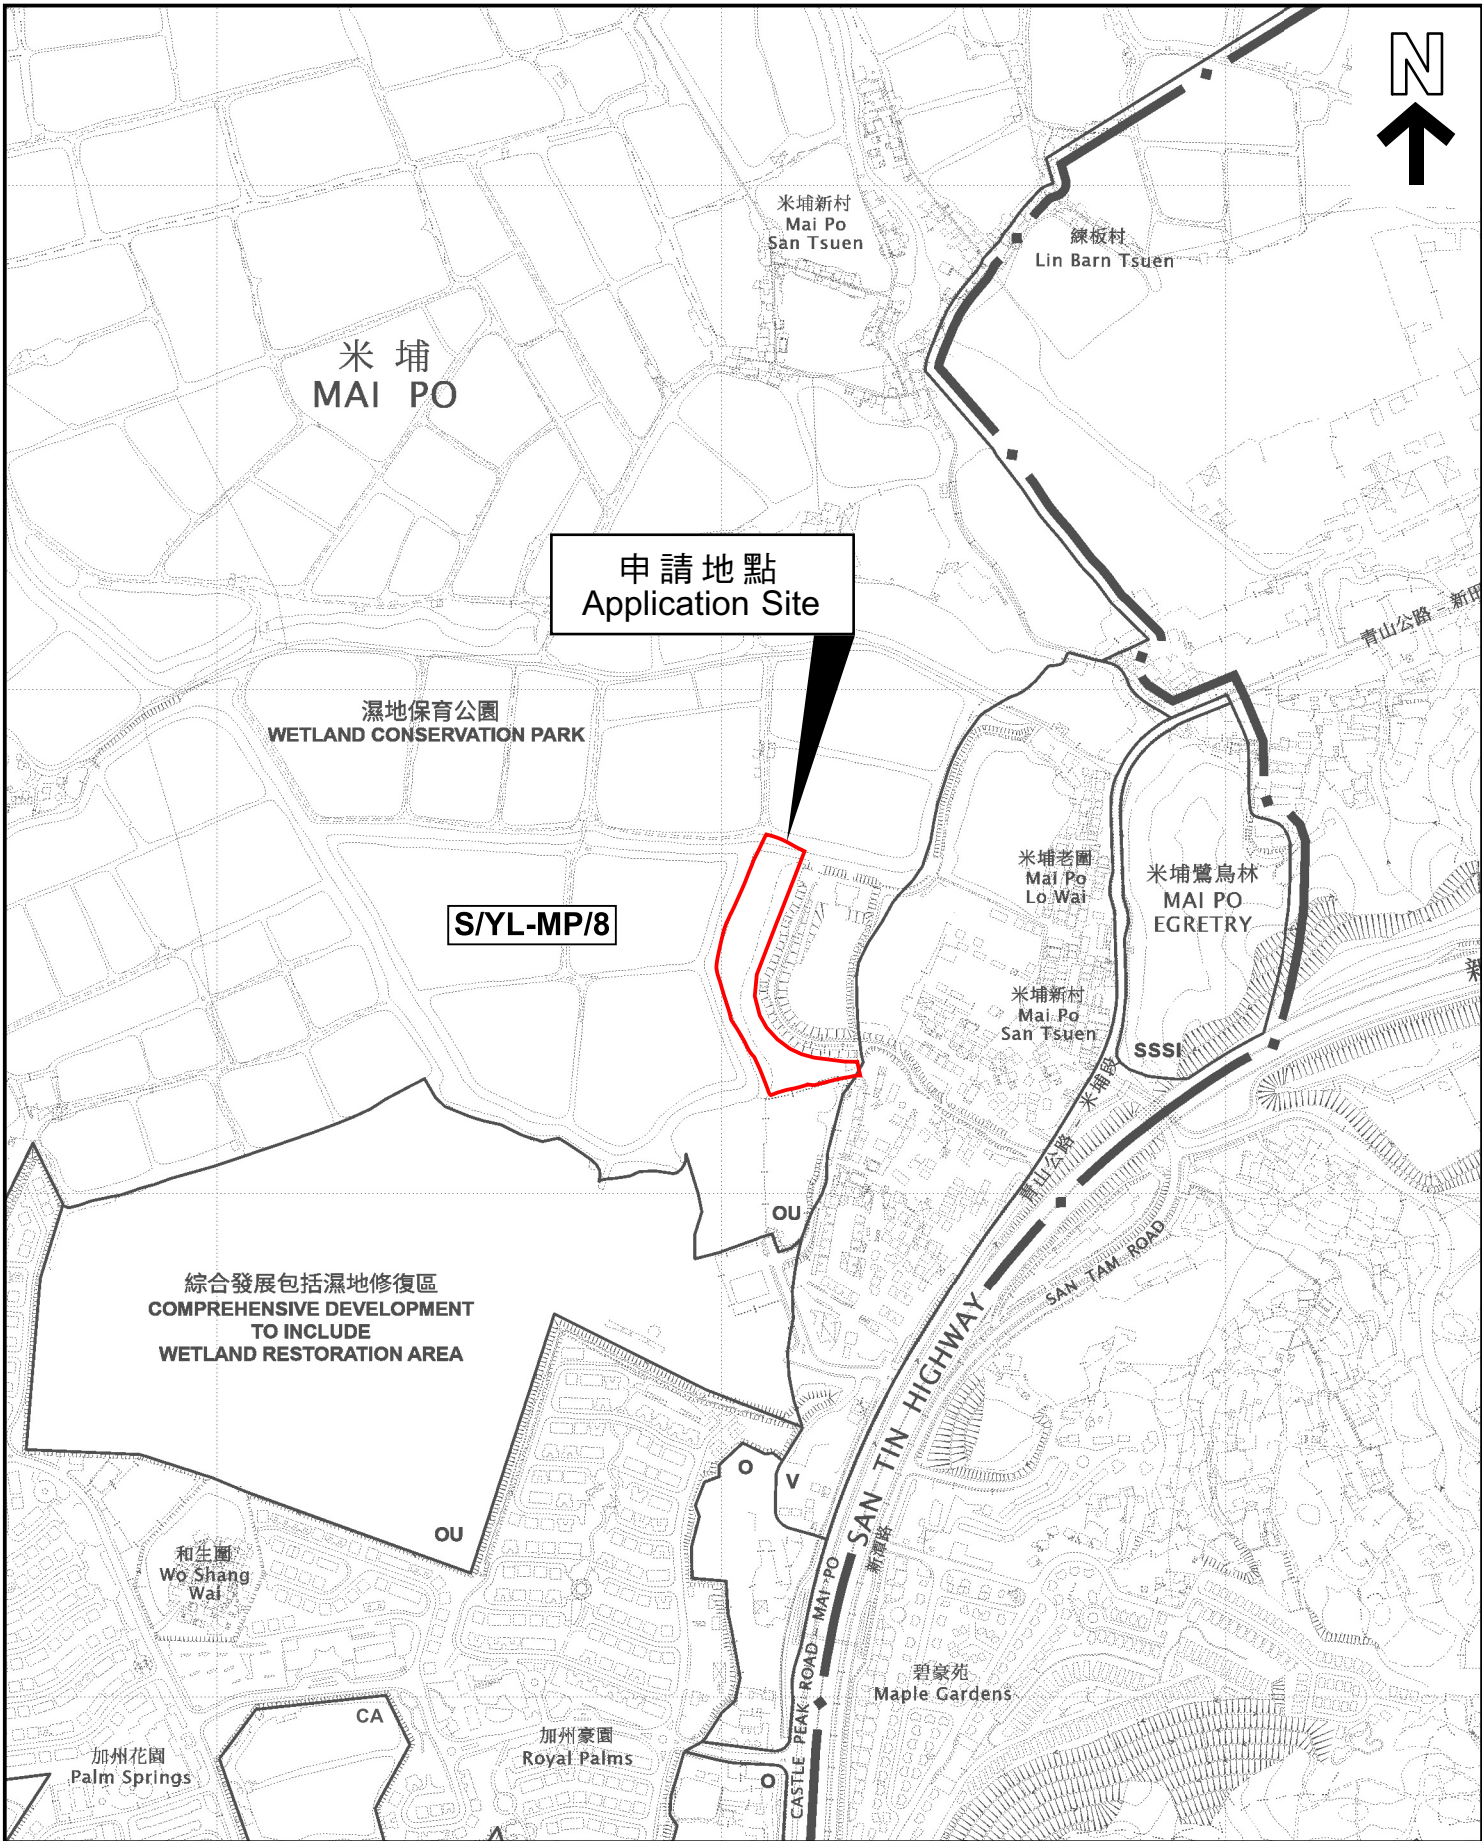 N
米埔新村
Mai Po
San Tsuen
練板村
Lin Barn Tsuen
米埔
MAI PO
申請地點
Application Site
青山公路 - 新田
濕地保育公園
WETLAND CONSERVATION PARK
米埔老圍
Mai Po
Lo Wai
米埔鷺鳥林
MAI PO
EGRETRY
S/YL-MP/8
新
米埔新村
Mai Po
San Tsuen
SSSI
青山公路 - 米埔段
OU
SAN TAM ROAD
綜合發展包括濕地修復區
COMPREHENSIVE DEVELOPMENT
TO INCLUDE
WETLAND RESTORATION AREA
SAN TIN HIGHWAY
O
V
OU
和生圍
Wo Shang
Wai
新潭路
CASTLE PEAK ROAD - MAI PO
碧豪苑
Maple Gardens
CA
加州豪園
Royal Palms
加州花園
Palm Springs
O